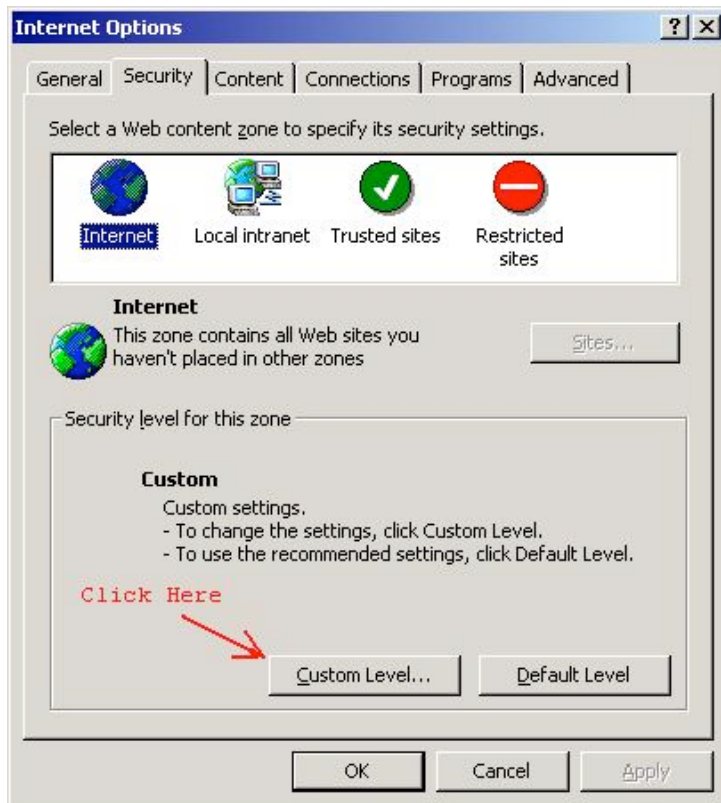 Internet Options
General Security Content Connections Programs Advanced
Select a Web content zone to specify its security settings.
Internet Local intranet Trusted sites Restricted
sites
Internet
This zone contains all Web sites you
haven't placed in other zones
Sites...
Security level for this zone
Custom
Custom settings.
- To change the settings, click Custom Level.
- To use the recommended settings, click Default Level.
Click Here
Custom Level... Default Level
OK Cancel Apply